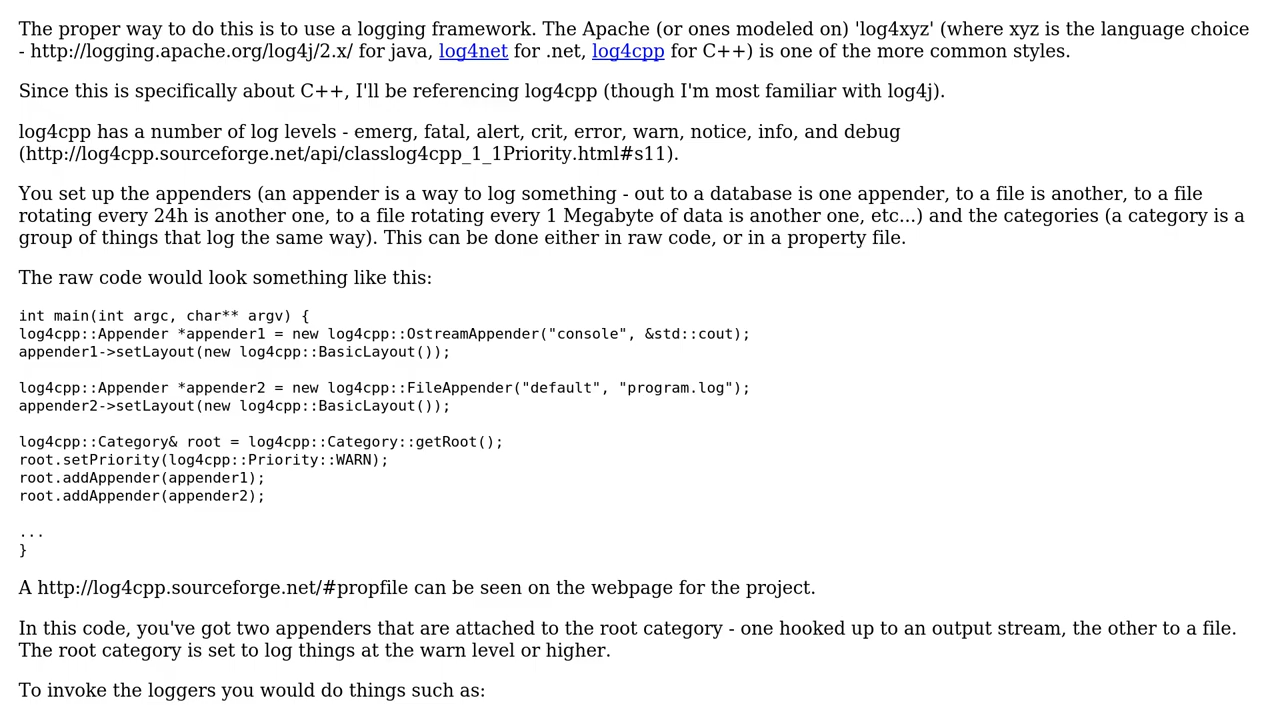 The proper way to do this is to use a logging framework. The Apache (or ones modeled on) 'log4xyz' (where xyz is the language choice
- http://logging.apache.org/log4j/2.x/ for java, log4net for .net, log4cpp for C++) is one of the more common styles.
Since this is specifically about C++, I'll be referencing log4cpp (though I'm most familiar with log4j).
log4cpp has a number of log levels - emerg, fatal, alert, crit, error, warn, notice, info, and debug
(http://log4cpp.sourceforge.net/api/classlog4cpp_1_1Priority.html#s11).
You set up the appenders (an appender is a way to log something - out to a database is one appender, to a file is another, to a file
rotating every 24h is another one, to a file rotating every 1 Megabyte of data is another one, etc...) and the categories (a category is a
group of things that log the same way). This can be done either in raw code, or in a property file.
The raw code would look something like this:
int main(int argc, char** argv) {
log4cpp::Appender *appender1 = new log4cpp::OstreamAppender("console", &std::cout);
appender1->setLayout(new log4cpp::BasicLayout());
log4cpp::Appender *appender2 = new log4cpp::FileAppender("default", "program.log");
appender2->setLayout(new log4cpp::BasicLayout());
log4cpp::Category& root = log4cpp::Category::getRoot();
root.setPriority(log4cpp::Priority::WARN);
root.addAppender(appender1);
root.addAppender(appender2);
...
}
A http://log4cpp.sourceforge.net/#propfile can be seen on the webpage for the project.
In this code, you've got two appenders that are attached to the root category - one hooked up to an output stream, the other to a file.
The root category is set to log things at the warn level or higher.
To invoke the loggers you would do things such as: